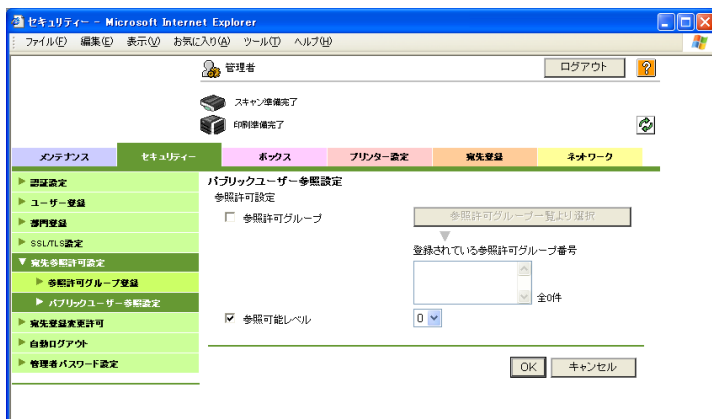 セキュリティー - Microsoft Internet Explorer
ファイル(F) 編集(E) 表示(V) お気に入り(A) ツール(T) ヘルプ(H)
管理者
ログアウト
?
スキャン準備完了
印刷準備完了
メンテナンス セキュリティー ボックス プリンター設定 宛先登録 ネットワーク
認証設定
ユーザー登録
部門登録
SSL/TLS設定
宛先参照許可設定
参照許可グループ登録
パブリックユーザー参照設定
宛先登録変更許可
自動ログアウト
管理者パスワード設定
パブリックユーザー参照設定
参照許可設定
参照許可グループ
参照許可グループ一覧より選択
登録されている参照許可グループ番号
全0件
参照可能レベル
0
OK キャンセル